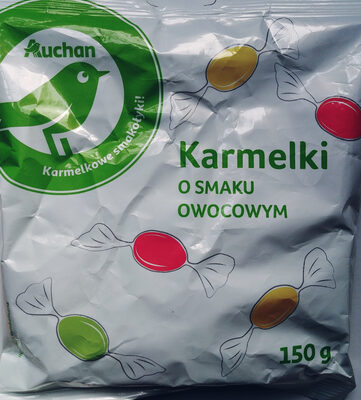 Auchan
Karmelkowe smakołyki!
Karmelki
O SMAKU
OWOCOWYM
150 g